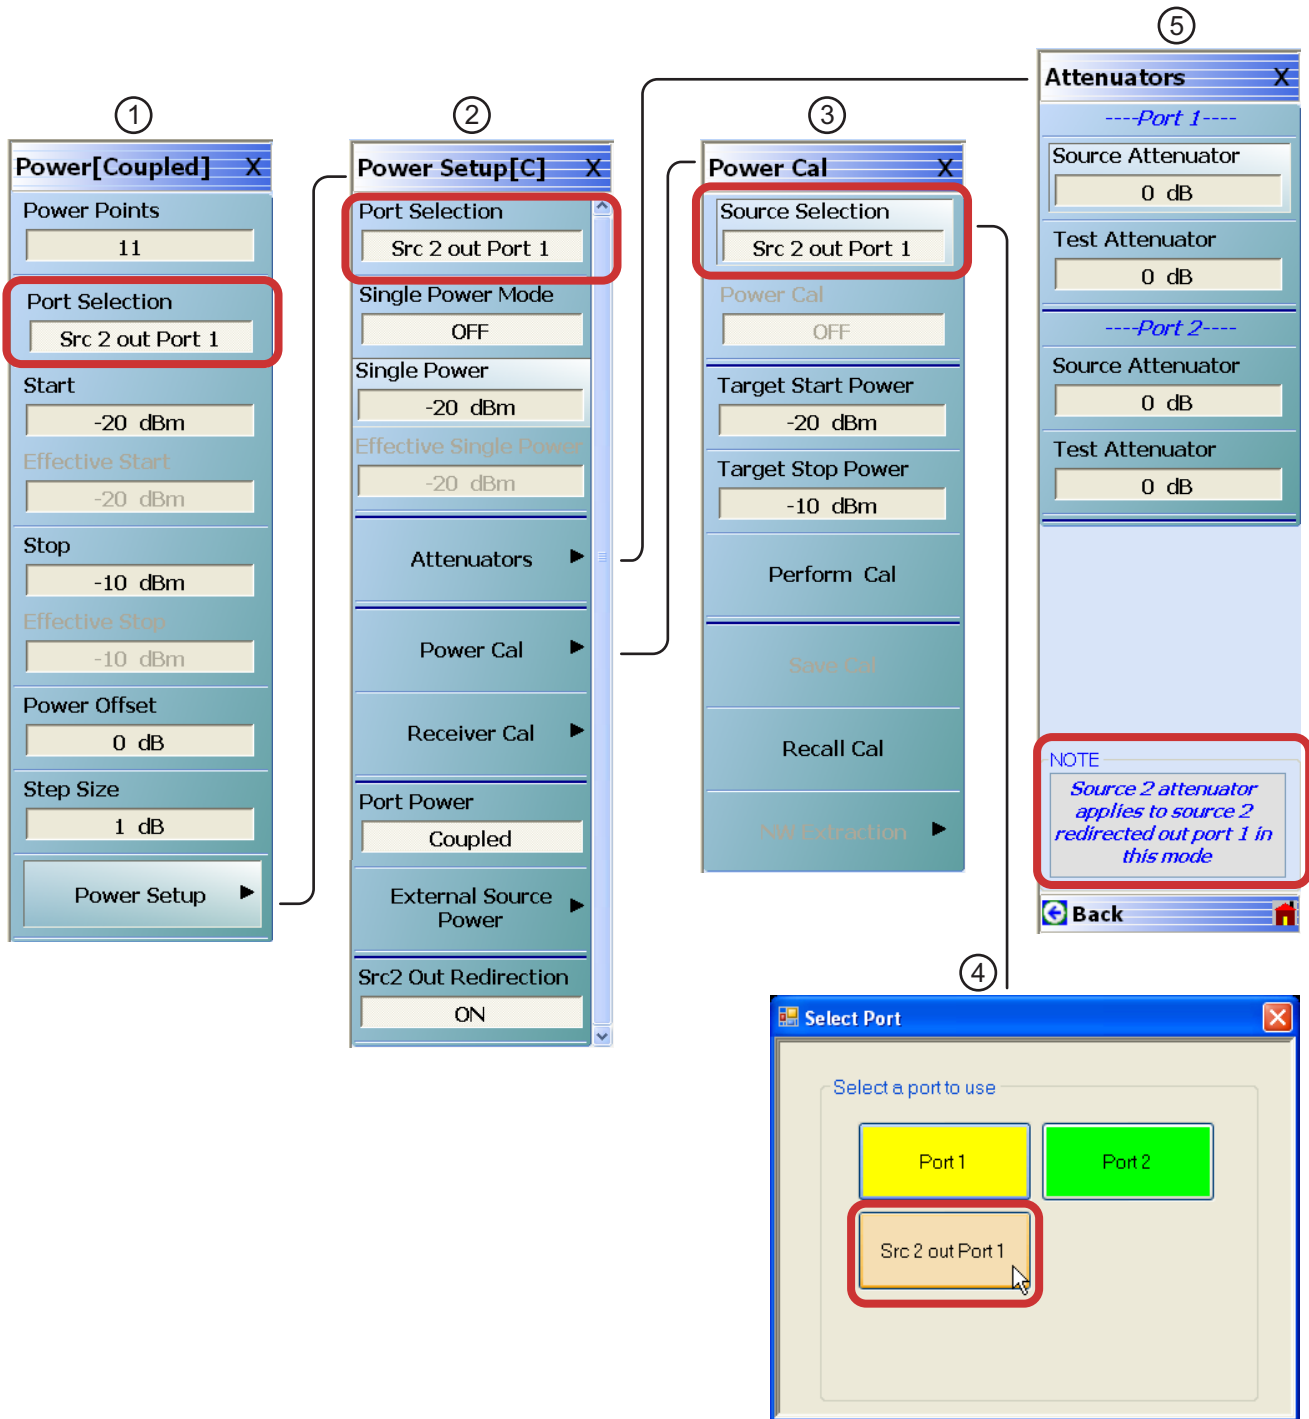 1
Power[Coupled] X
Power Points
11
Port Selection
Src 2 out Port 1
Start
-20 dBm
Effective Start
-20 dBm
Stop
-10 dBm
Effective Stop
-10 dBm
Power Offset
0 dB
Step Size
1 dB
Power Setup
2
Power Setup[C] X
Port Selection
Src 2 out Port 1
Single Power Mode
OFF
Single Power
-20 dBm
Effective Single Power
-20 dBm
Attenuators
Power Cal
Receiver Cal
Port Power
Coupled
External Source
Power
Src2 Out Redirection
ON
3
Power Cal X
Source Selection
Src 2 out Port 1
Power Cal
OFF
Target Start Power
-20 dBm
Target Stop Power
-10 dBm
Perform Cal
Save Cal
Recall Cal
NW Extraction
4
Select Port
Select a port to use
Port 1
Port 2
Src 2 out Port 1
5
Attenuators X
----Port 1----
Source Attenuator
0 dB
Test Attenuator
0 dB
----Port 2----
Source Attenuator
0 dB
Test Attenuator
0 dB
NOTE
Source 2 attenuator
applies to source 2
redirected out port 1 in
this mode
Back